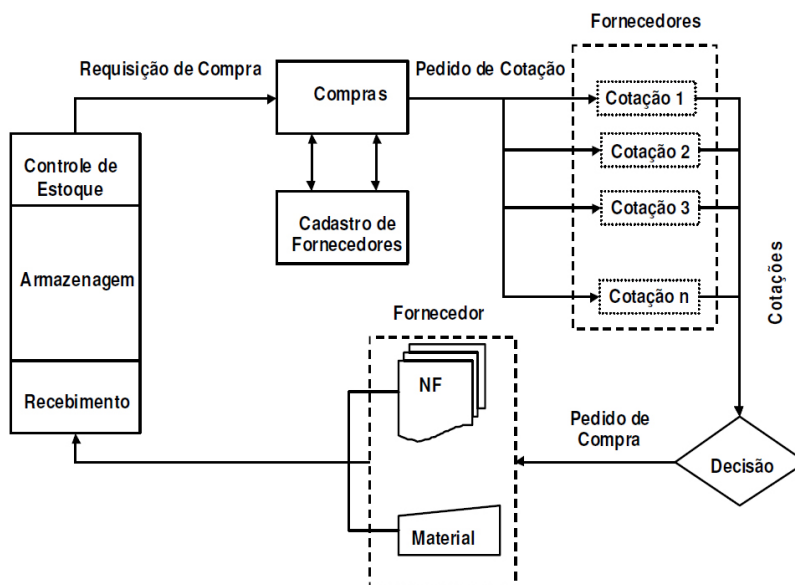 Fornecedores
Requisição de Compra
Pedido de Cotação
Compras
Cotação 1
Controle de
Estoque
Cotação 2
Cadastro de
Fornecedores
Cotação 3
Armazenagem
Cotação n
Cotações
Fornecedor
NF
Recebimento
Pedido de
Compra
Decisão
Material